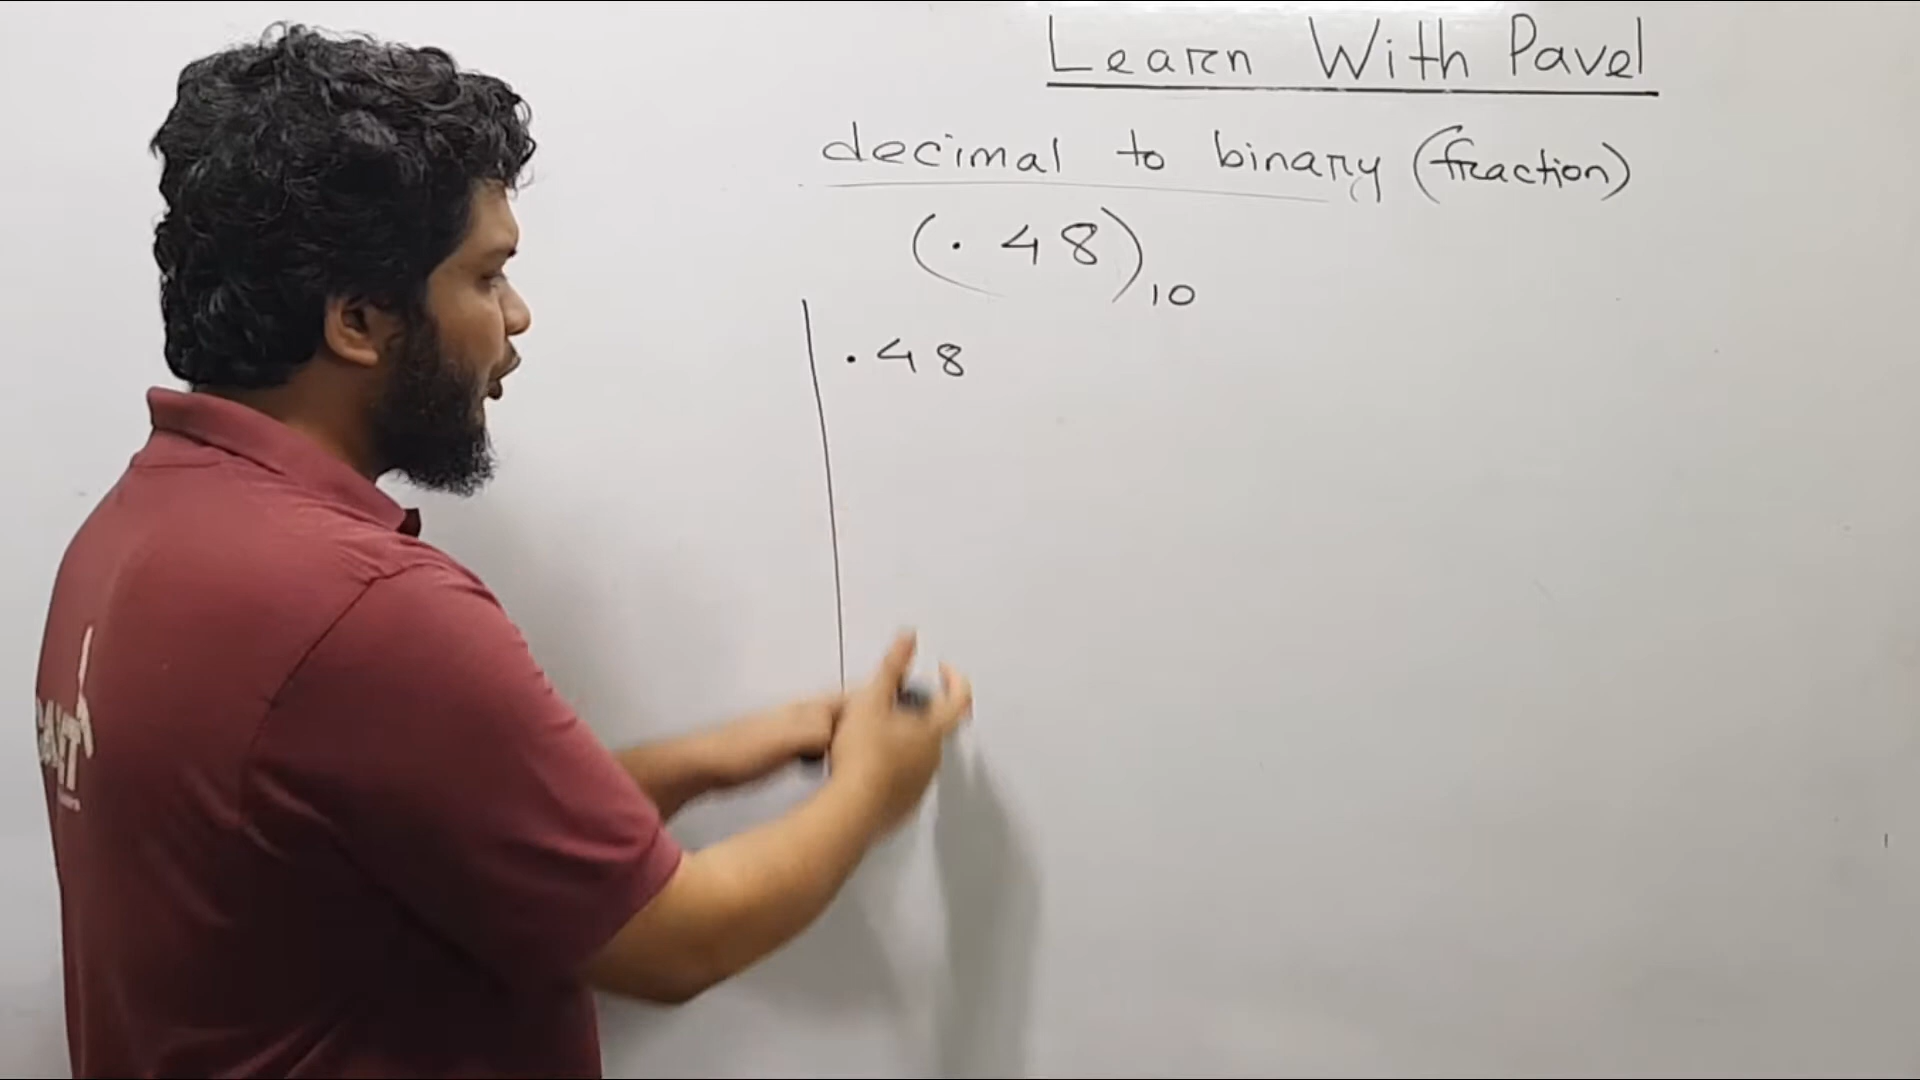 Learn With Pavel
decimal to binary (fraction)
(.48)₁₀
.48